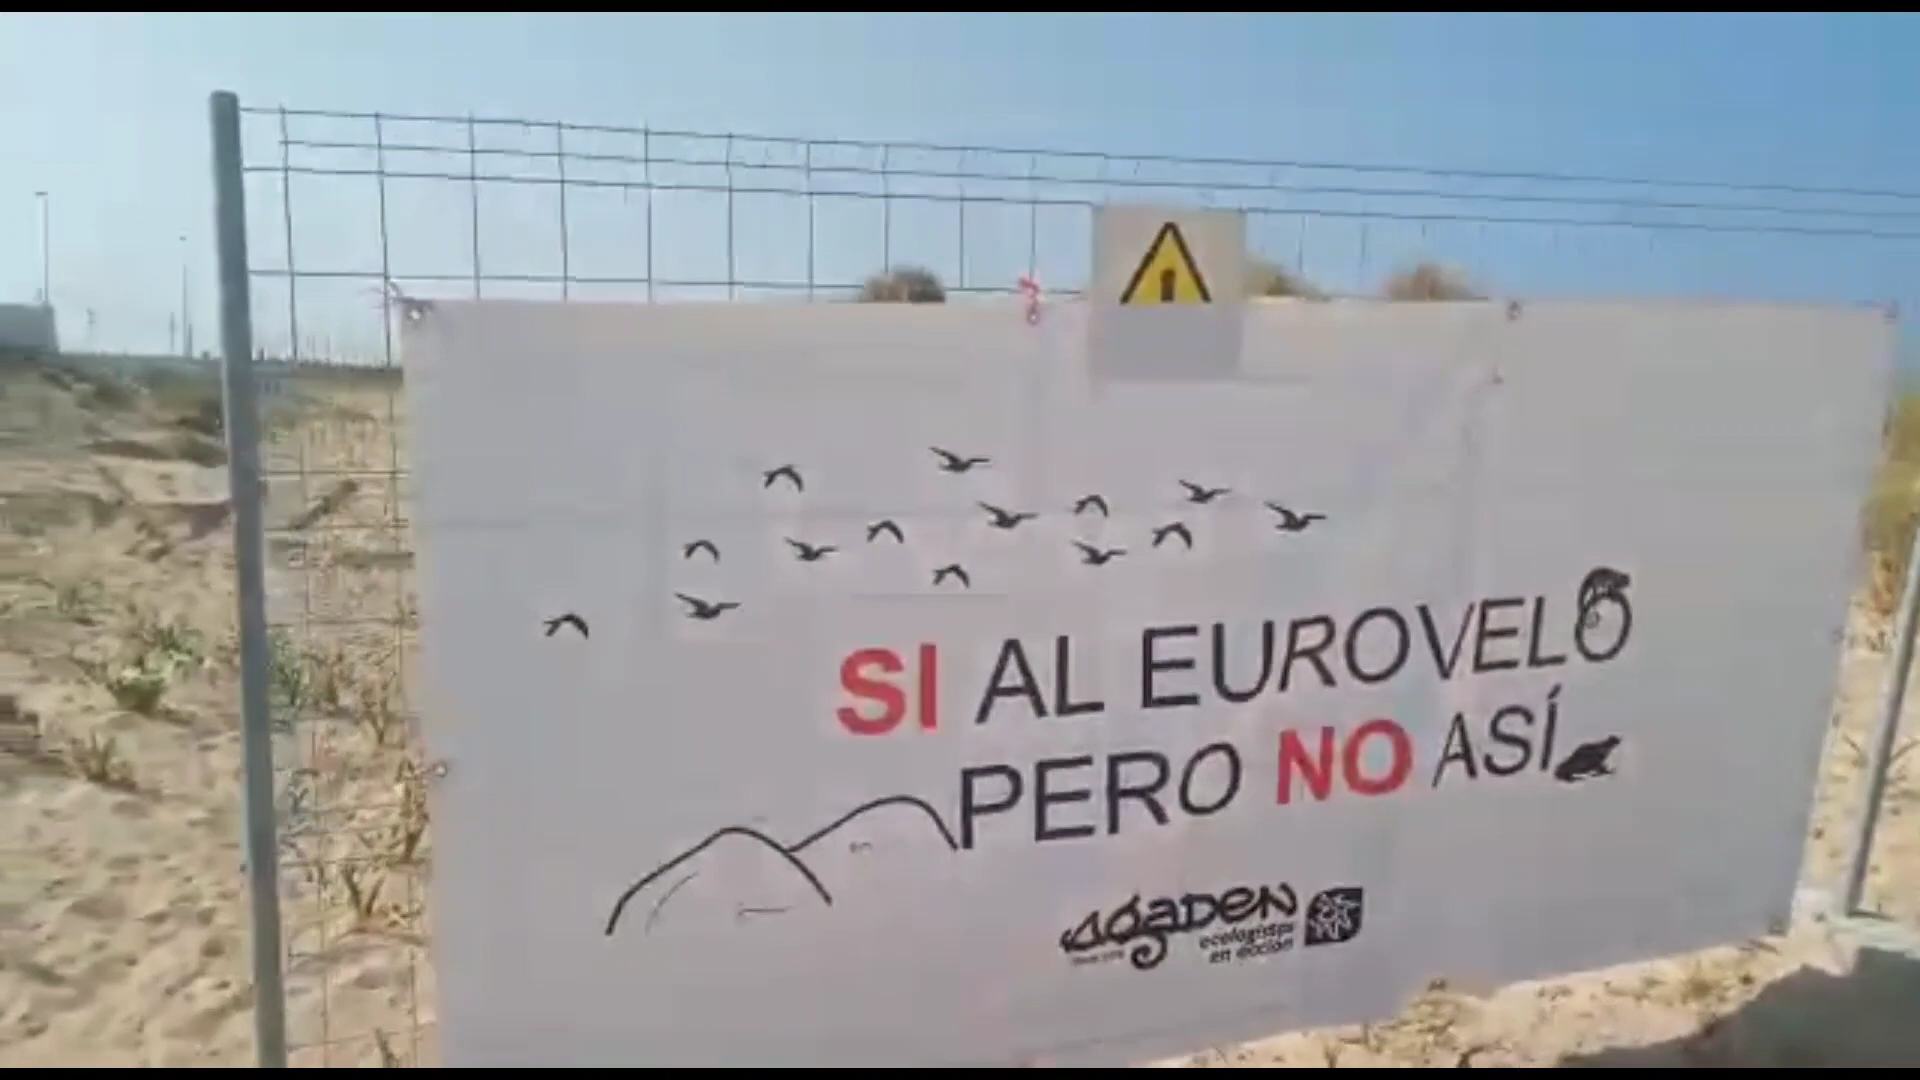 SI AL EUROVELO
PERO NO ASÍ
AGADEN
ecologistas
en acción